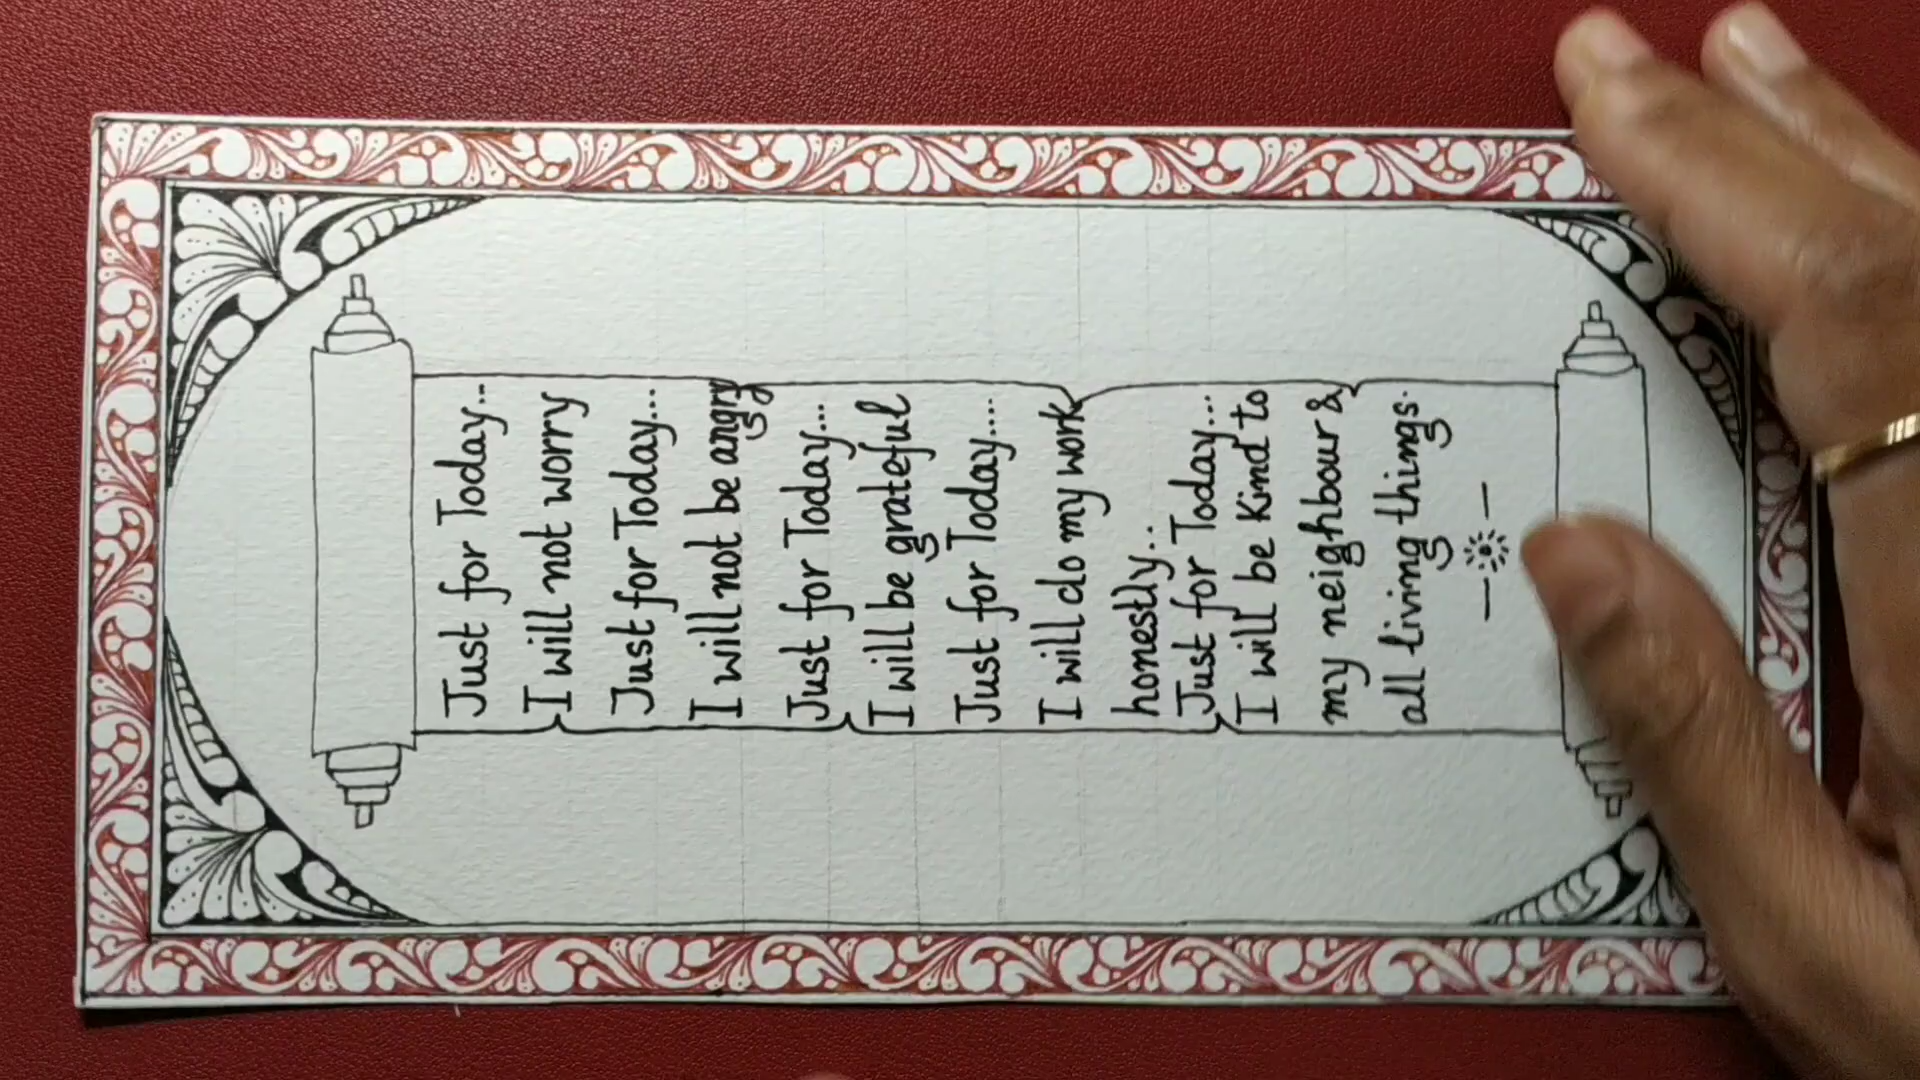 Just for Today...
I will not worry
Just for Today...
I will not be angry
Just for Today...
I will be grateful
Just for Today....
I will do my work
honestly..
Just for Today...
I will be Kind to
my neighbour &
all living things.